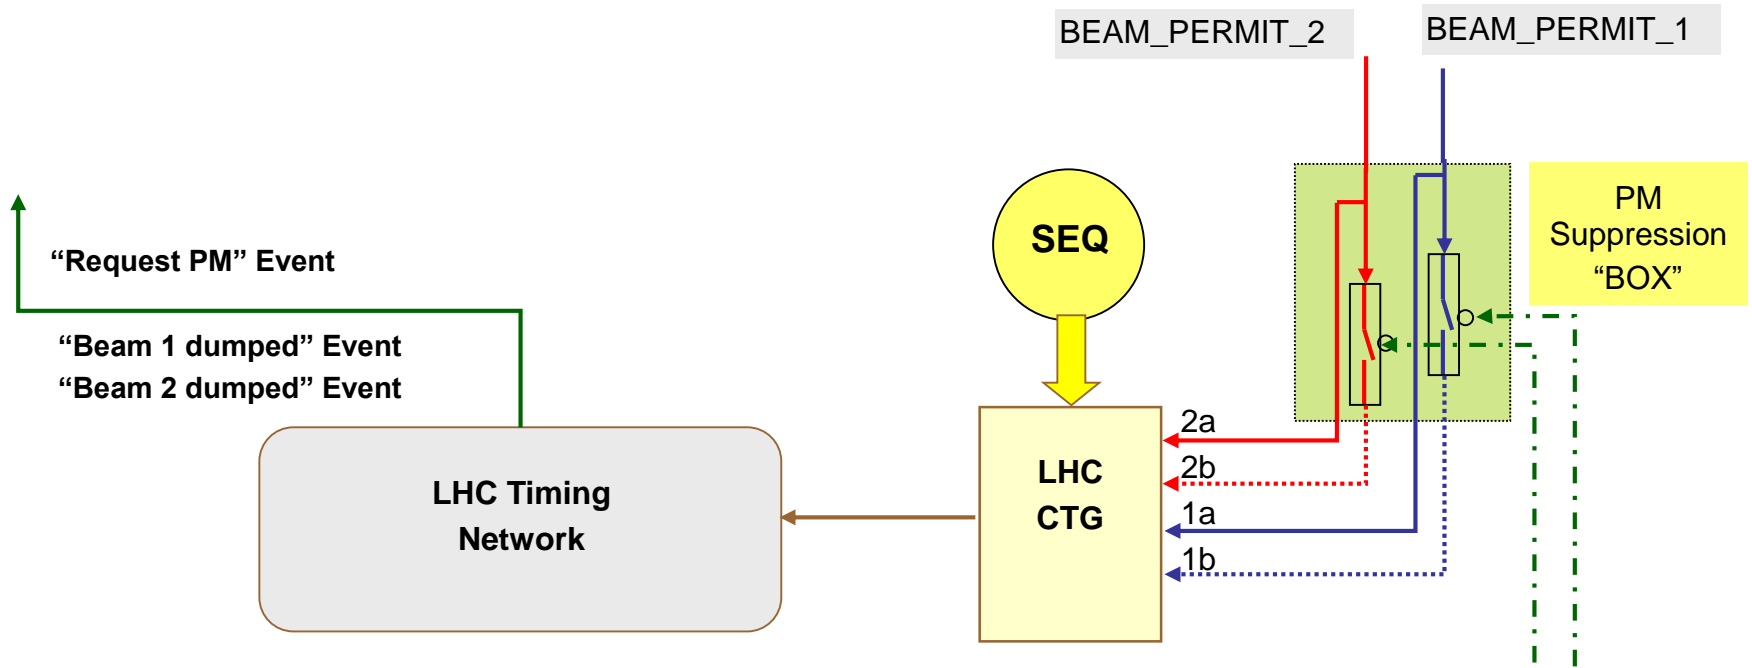 BEAM_PERMIT_2
BEAM_PERMIT_1
PM
Suppression
“BOX”
SEQ
“Request PM” Event
“Beam 1 dumped” Event
“Beam 2 dumped” Event
LHC Timing
Network
LHC
CTG
2a
2b
1a
1b